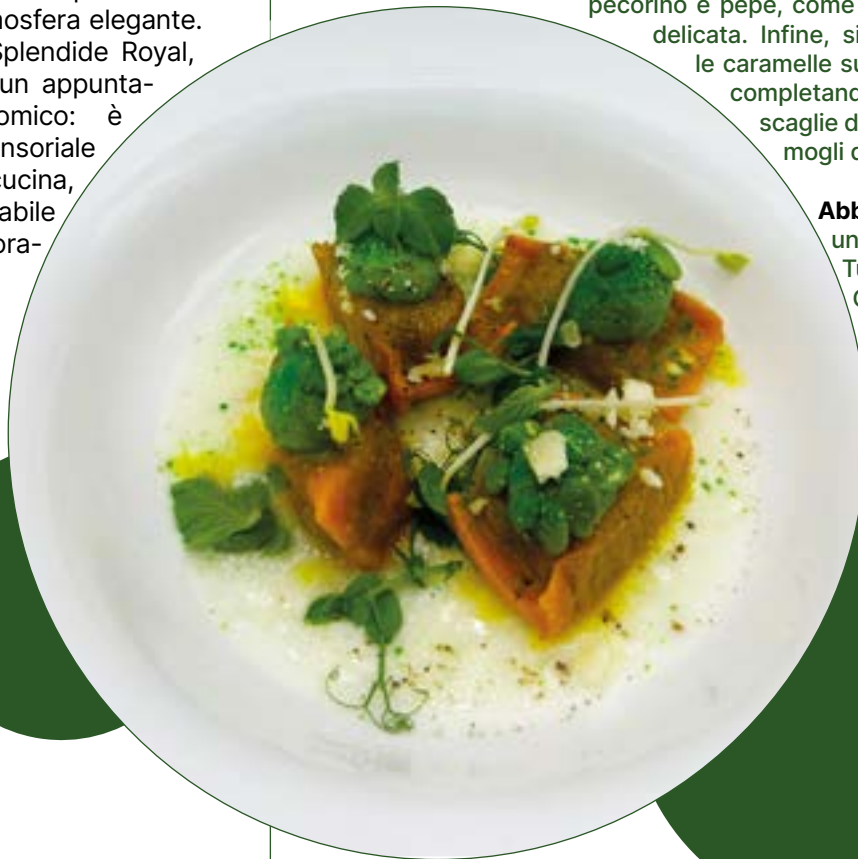 nosfera elegante.
Splendide Royal,
un appunta-
omico: è
nsoriale
cucina,
abile
ora-
pecorino e pepe, come
delicata. Infine, si
le caramelle su
completand
scaglie d
mogli d
Abb
un
Tu